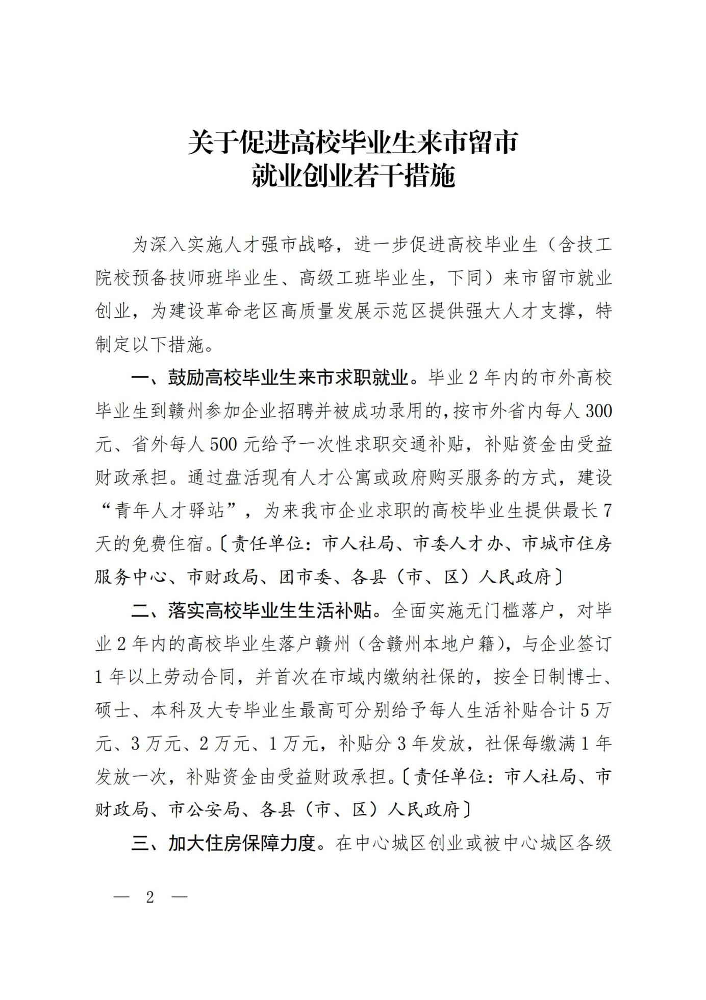 关于促进高校毕业生来市留市
就业创业若干措施
为深入实施人才强市战略，进一步促进高校毕业生（含技工
院校预备技师班毕业生、高级工班毕业生，下同）来市留市就业
创业，为建设革命老区高质量发展示范区提供强大人才支撑，特
制定以下措施。
一、鼓励高校毕业生来市求职就业。毕业2年内的市外高校
毕业生到赣州参加企业招聘并被成功录用的，按市外省内每人300
元、省外每人500元给予一次性求职交通补贴，补贴资金由受益
财政承担。通过盘活现有人才公寓或政府购买服务的方式，建设
“青年人才驿站”，为来我市企业求职的高校毕业生提供最长7
天的免费住宿。〔责任单位：市人社局、市委人才办、市城市住房
服务中心、市财政局、团市委、各县（市、区）人民政府〕
二、落实高校毕业生生活补贴。全面实施无门槛落户，对毕
业2年内的高校毕业生落户赣州（含赣州本地户籍），与企业签订
1年以上劳动合同，并首次在市域内缴纳社保的，按全日制博士、
硕士、本科及大专毕业生最高可分别给予每人生活补贴合计5万
元、3万元、2万元、1万元，补贴分3年发放，社保每缴满1年
发放一次，补贴资金由受益财政承担。〔责任单位：市人社局、市
财政局、市公安局、各县（市、区）人民政府〕
三、加大住房保障力度。在中心城区创业或被中心城区各级
— 2 —